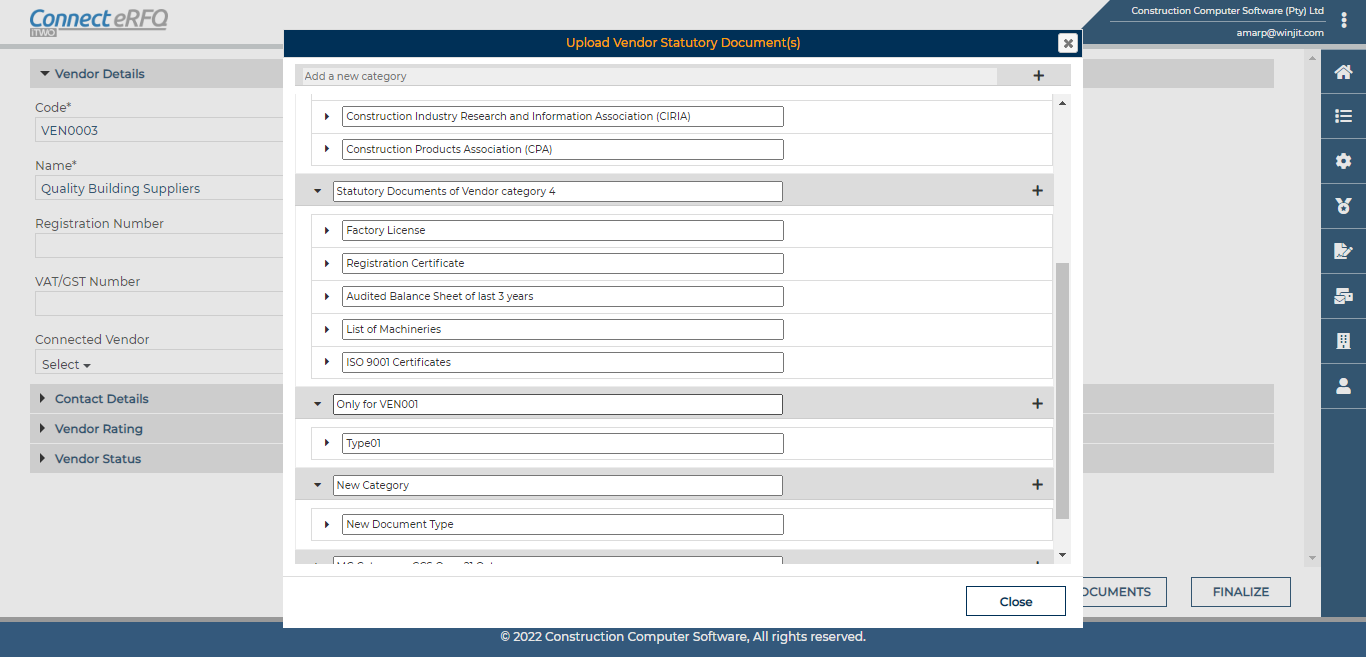 Connect eRFQ
iTWO
Construction Computer Software (Pty) Ltd
amarp@winjit.com
Upload Vendor Statutory Document(s)
Add a new category
Vendor Details
Code*
VEN0003
Name*
Quality Building Suppliers
Registration Number
VAT/GST Number
Connected Vendor
Select
Contact Details
Vendor Rating
Vendor Status
Construction Industry Research and Information Association (CIRIA)
Construction Products Association (CPA)
Statutory Documents of Vendor category 4
Factory License
Registration Certificate
Audited Balance Sheet of last 3 years
List of Machineries
ISO 9001 Certificates
Only for VEN001
Type01
New Category
New Document Type
Close
OCUMENTS
FINALIZE
© 2022 Construction Computer Software, All rights reserved.